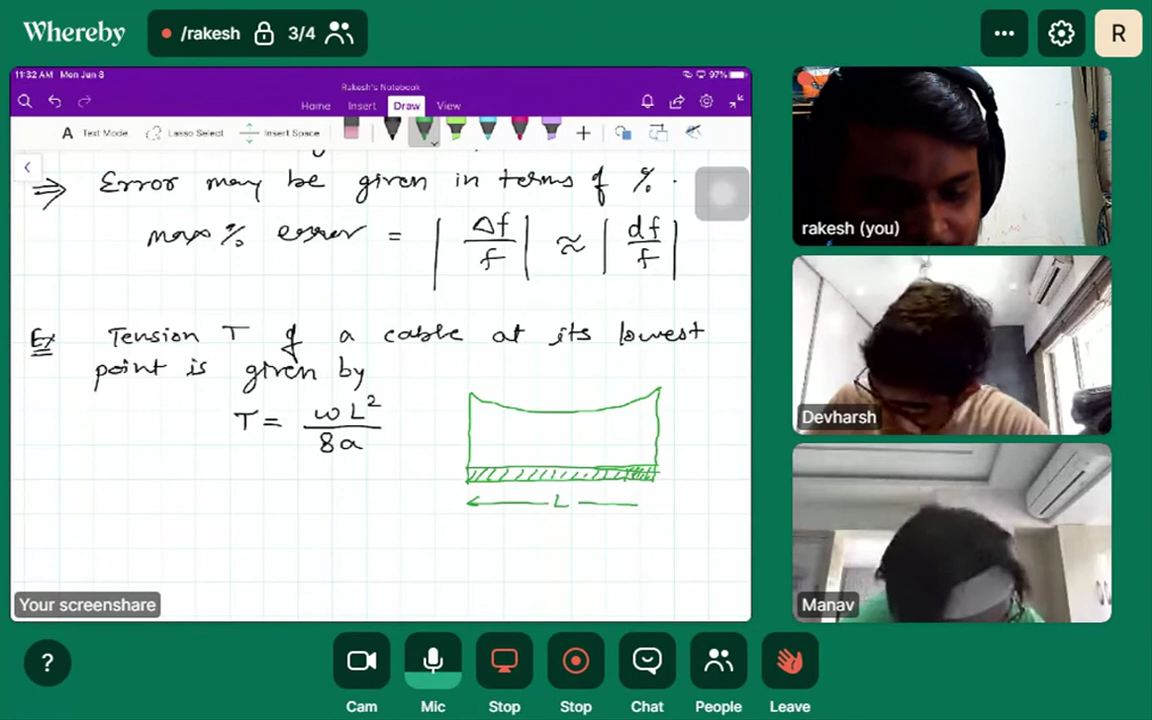 Whereby
/rakesh 3/4
R
11:32 AM Mon Jun 8
97%
Rakesh's Notebook
Home Insert Draw View
A Text Mode Lasso Select Insert Space
⇒ Error may be given in terms of %.
max % error = | Δf/f | ≈ | df/f |
Ex Tension T of a cable at its lowest
point is given by
T = ωL²/8a
L
Your screenshare
rakesh (you)
Devharsh
Manav
?
Cam Mic Stop Stop Chat People Leave